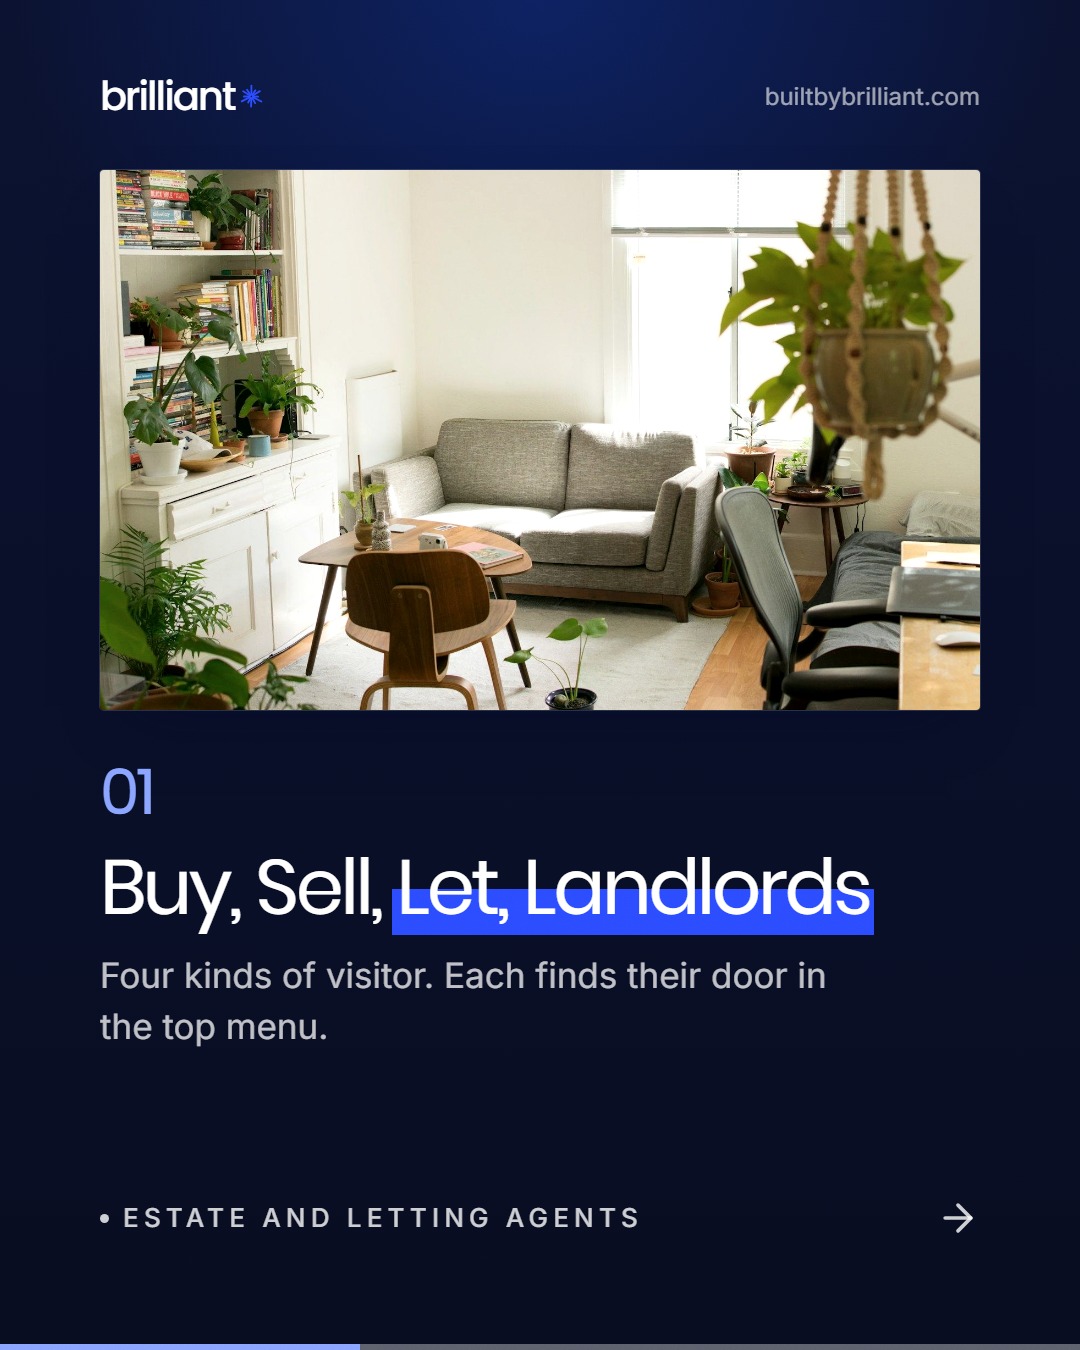 brilliant
builtbybrilliant.com
01
Buy, Sell, Let, Landlords
Four kinds of visitor. Each finds their door in
the top menu.
• ESTATE AND LETTING AGENTS